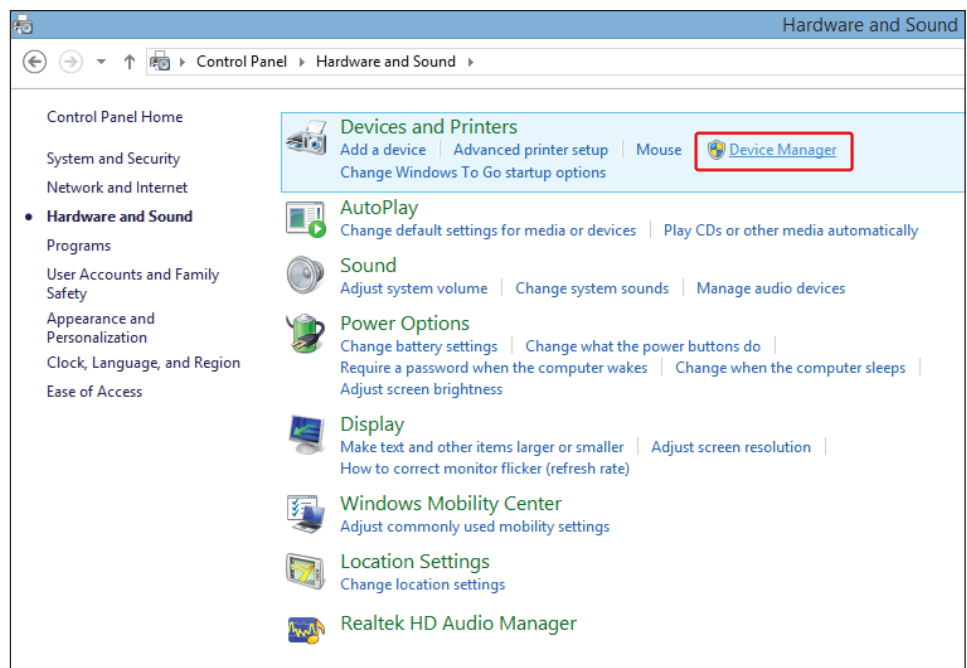 Hardware and Sound
Control Panel Hardware and Sound
Control Panel Home
System and Security
Network and Internet
Hardware and Sound
Programs
User Accounts and Family
Safety
Appearance and
Personalization
Clock, Language, and Region
Ease of Access
Devices and Printers
Add a device Advanced printer setup Mouse Device Manager
Change Windows To Go startup options
AutoPlay
Change default settings for media or devices Play CDs or other media automatically
Sound
Adjust system volume Change system sounds Manage audio devices
Power Options
Change battery settings Change what the power buttons do
Require a password when the computer wakes Change when the computer sleeps
Adjust screen brightness
Display
Make text and other items larger or smaller Adjust screen resolution
How to correct monitor flicker (refresh rate)
Windows Mobility Center
Adjust commonly used mobility settings
Location Settings
Change location settings
Realtek HD Audio Manager